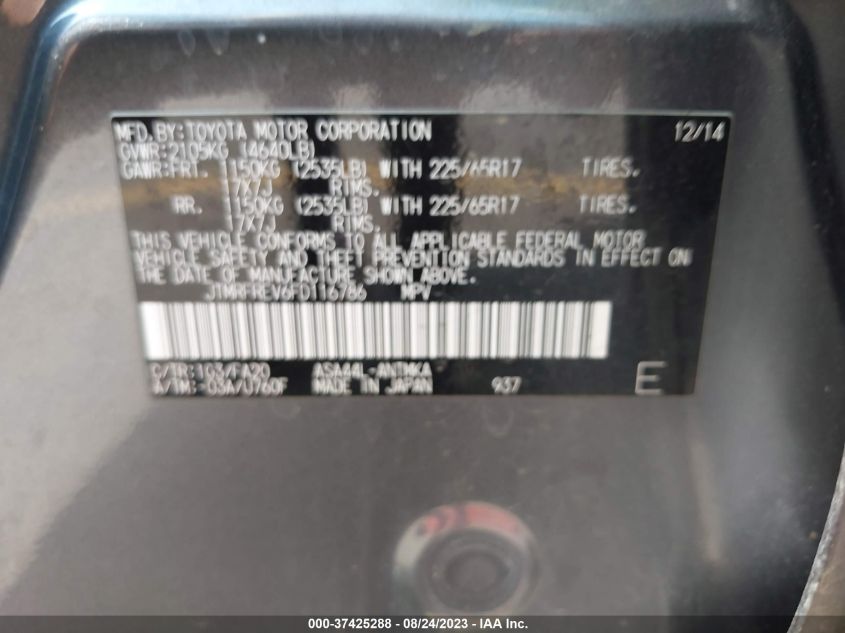 MFD.BY:TOYOTA MOTOR CORPORATION 12/14
GVWR:2105KG (4640LB)
GAWR:FRT. 1150KG (2535LB) WITH 225/65R17 TIRES.
17X7J RIMS.
RR. 1150KG (2535LB) WITH 225/65R17 TIRES.
17X7J RIMS.
THIS VEHICLE CONFORMS TO ALL APPLICABLE FEDERAL MOTOR
VEHICLE SAFETY AND THEFT PREVENTION STANDARDS IN EFFECT ON
THE DATE OF MANUFACTURE SHOWN ABOVE.
JTMRFREV6FD116786 MPV
C/TR:1G3/FA20 ASA44L-ANTMKA
A/TM:-03A/U760F MADE IN JAPAN 937 E
000-37425288 - 08/24/2023 - IAA Inc.